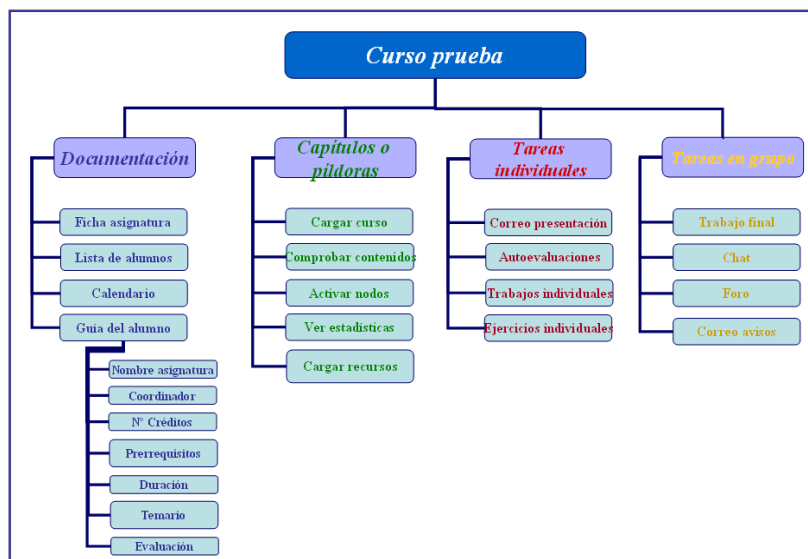 Curso prueba
Documentación
Ficha asignatura
Lista de alumnos
Calendario
Guía del alumno
Nombre asignatura
Coordinador
Nº Créditos
Prerrequisitos
Duración
Temario
Evaluación
Capítulos o
píldoras
Cargar curso
Comprobar contenidos
Activar nodos
Ver estadísticas
Cargar recursos
Tareas
individuales
Correo presentación
Autoevaluaciones
Trabajos individuales
Ejercicios individuales
Tareas en grupo
Trabajo final
Chat
Foro
Correo avisos